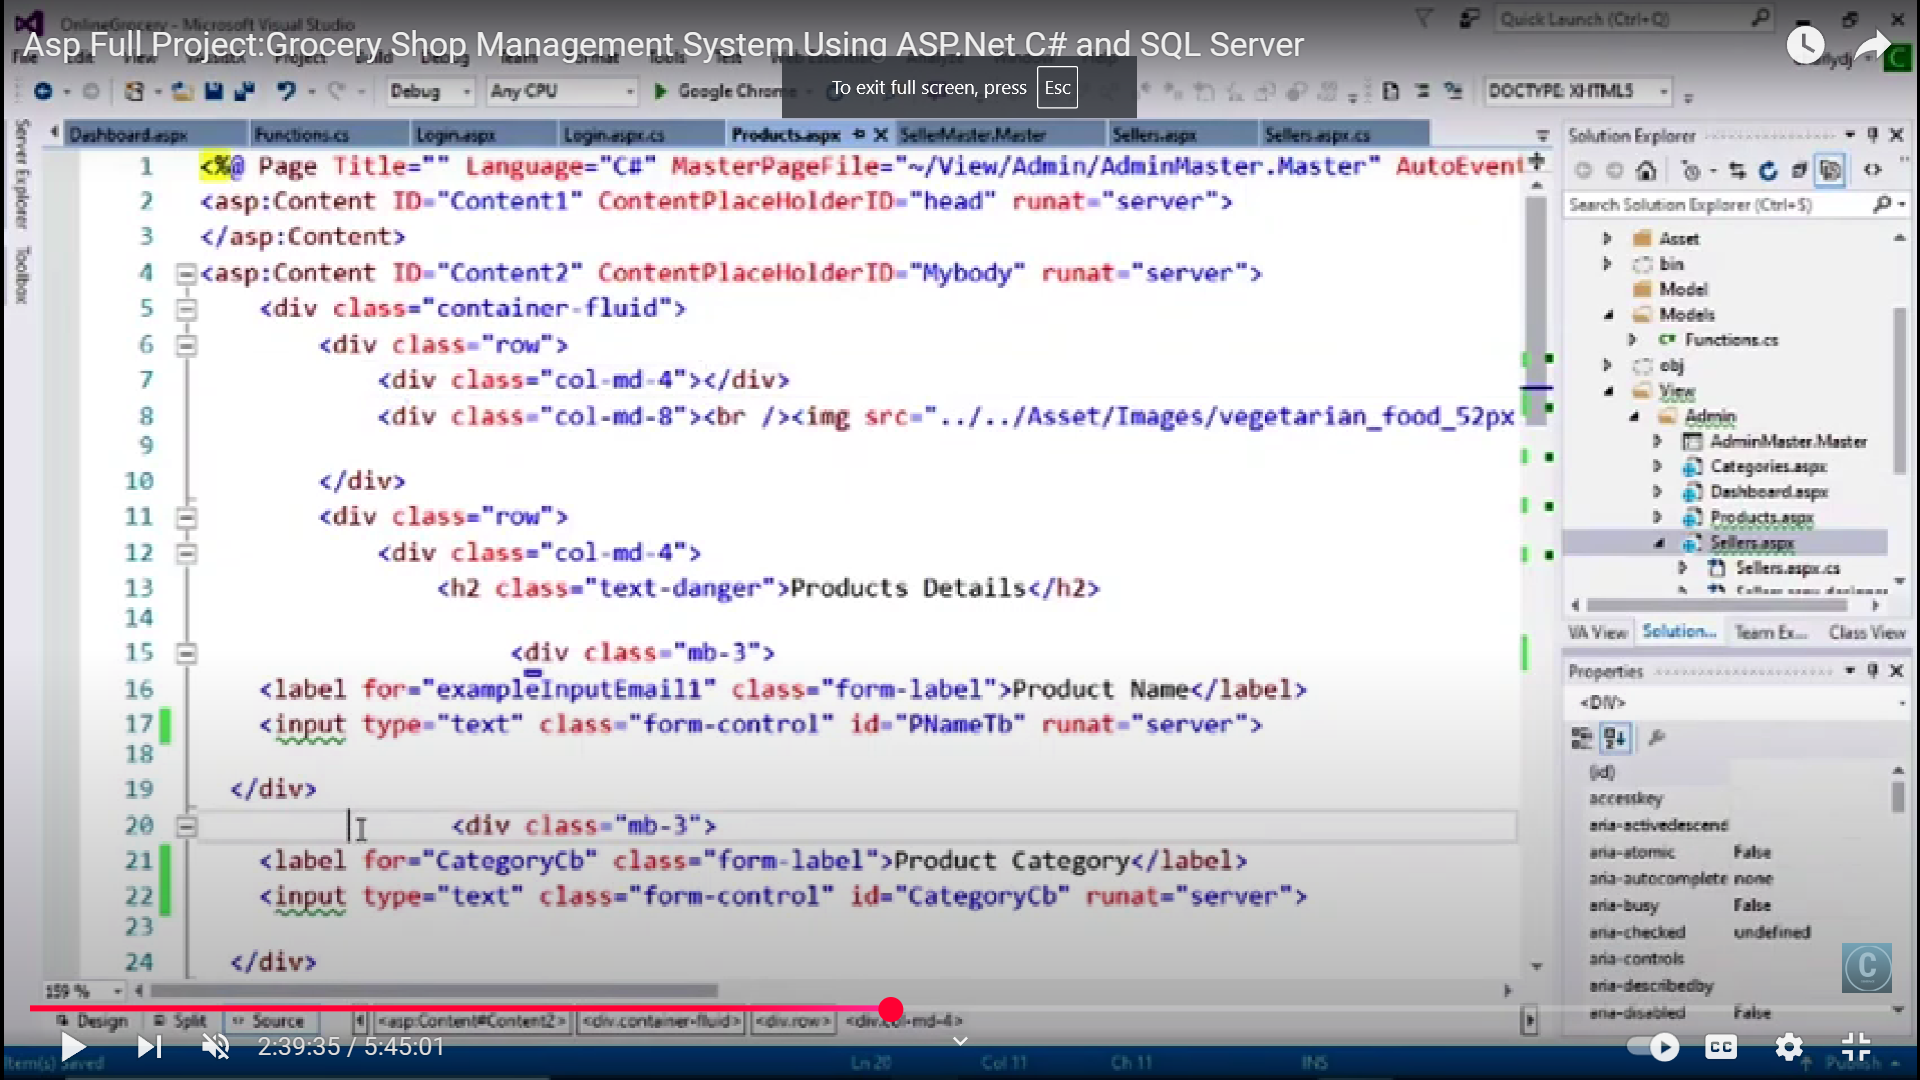 OnlineGrocery - Microsoft Visual Studio
Quick Launch (Ctrl+Q)
Asp Full Project:Grocery Shop Management System Using ASP.Net C# and SQL Server
To exit full screen, press Esc
Debug
Any CPU
Google Chrome
DOCTYPE: XHTML5
Dashboard.aspx
Functions.cs
Login.aspx
Login.aspx.cs
Products.aspx
SellerMaster.Master
Sellers.aspx
Sellers.aspx.cs
Server Explorer
Toolbox
1 <%@ Page Title="" Language="C#" MasterPageFile="~/View/Admin/AdminMaster.Master" AutoEvent
2 <asp:Content ID="Content1" ContentPlaceHolderID="head" runat="server">
3 </asp:Content>
4 <asp:Content ID="Content2" ContentPlaceHolderID="Mybody" runat="server">
5 <div class="container-fluid">
6 <div class="row">
7 <div class="col-md-4"></div>
8 <div class="col-md-8"><br /><img src="../../Asset/Images/vegetarian_food_52px
9
10 </div>
11 <div class="row">
12 <div class="col-md-4">
13 <h2 class="text-danger">Products Details</h2>
14
15 <div class="mb-3">
16 <label for="exampleInputEmail1" class="form-label">Product Name</label>
17 <input type="text" class="form-control" id="PNameTb" runat="server">
18
19 </div>
20 <div class="mb-3">
21 <label for="CategoryCb" class="form-label">Product Category</label>
22 <input type="text" class="form-control" id="CategoryCb" runat="server">
23
24 </div>
159 %
Design
Split
Source
<asp:Content#Content2>
<div.container-fluid>
<div.row>
<div.col-md-4>
2:39:35 / 5:45:01
Item(s) Saved
Ln 20
Col 11
Ch 11
INS
Publish
Solution Explorer
Search Solution Explorer (Ctrl+$)
Asset
bin
Model
Models
Functions.cs
obj
View
Admin
AdminMaster.Master
Categories.aspx
Dashboard.aspx
Products.aspx
Sellers.aspx
Sellers.aspx.cs
VA View
Solution...
Team Ex...
Class View
Properties
<DIV>
(id)
accesskey
aria-activedescend
aria-atomic False
aria-autocomplete none
aria-busy False
aria-checked undefined
aria-controls
aria-describedby
aria-disabled False
C
CC